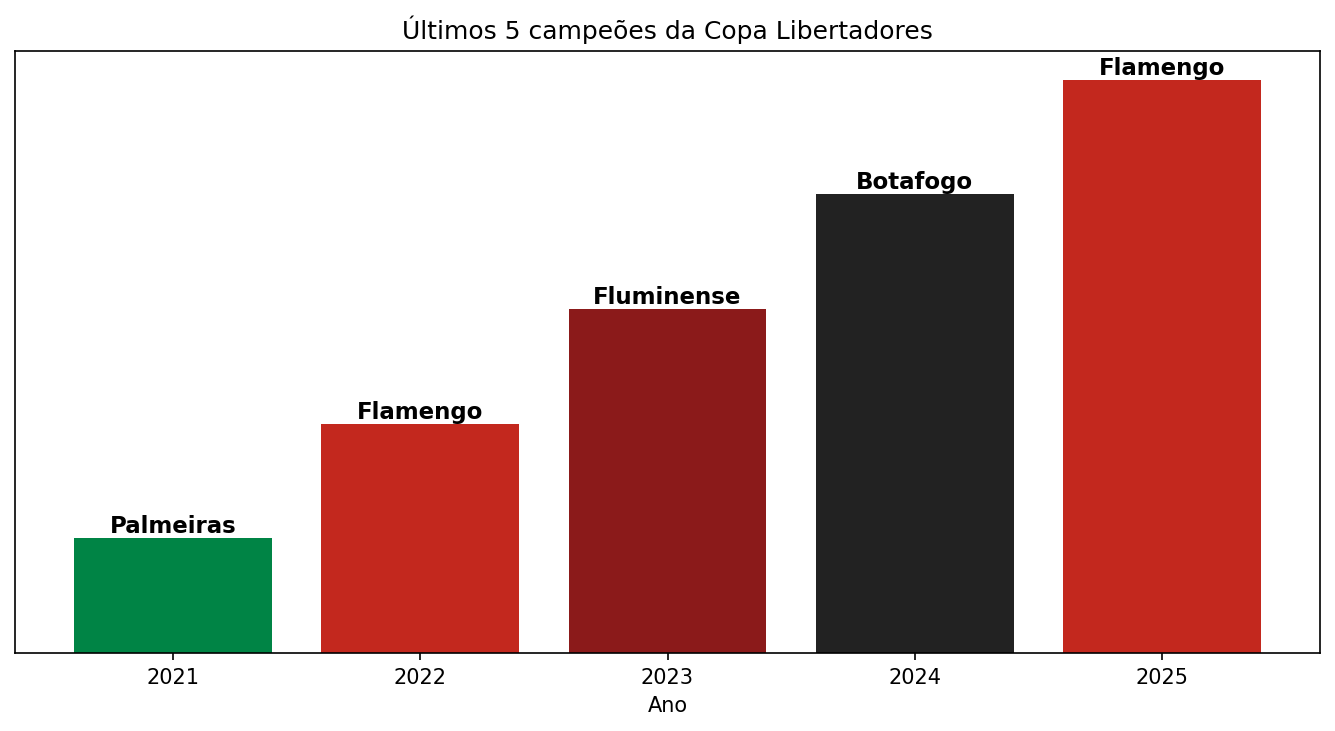 Últimos 5 campeões da Copa Libertadores
Flamengo
Botafogo
Fluminense
Flamengo
Palmeiras
2021 2022 2023 2024 2025
Ano